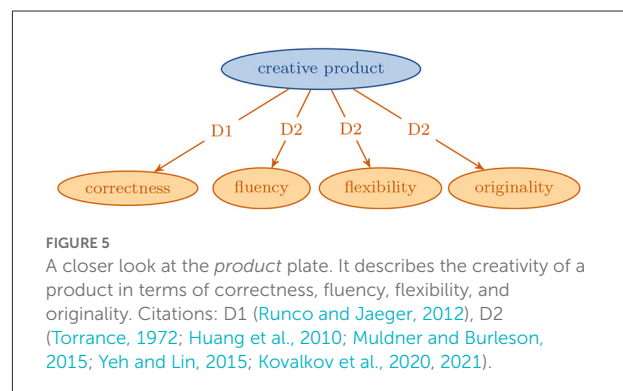 creative product
D1 D2 D2 D2
correctness fluency flexibility originality
FIGURE 5
A closer look at the product plate. It describes the creativity of a
product in terms of correctness, fluency, flexibility, and
originality. Citations: D1 (Runco and Jaeger, 2012), D2
(Torrance, 1972; Huang et al., 2010; Muldner and Burleson,
2015; Yeh and Lin, 2015; Kovalkov et al., 2020, 2021).